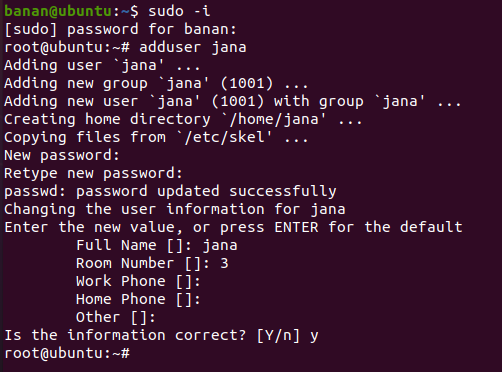 banan@ubuntu:~$ sudo -i
[sudo] password for banan:
root@ubuntu:~# adduser jana
Adding user `jana' ...
Adding new group `jana' (1001) ...
Adding new user `jana' (1001) with group `jana' ...
Creating home directory `/home/jana' ...
Copying files from `/etc/skel' ...
New password:
Retype new password:
passwd: password updated successfully
Changing the user information for jana
Enter the new value, or press ENTER for the default
        Full Name []: jana
        Room Number []: 3
        Work Phone []:
        Home Phone []:
        Other []:
Is the information correct? [Y/n] y
root@ubuntu:~#